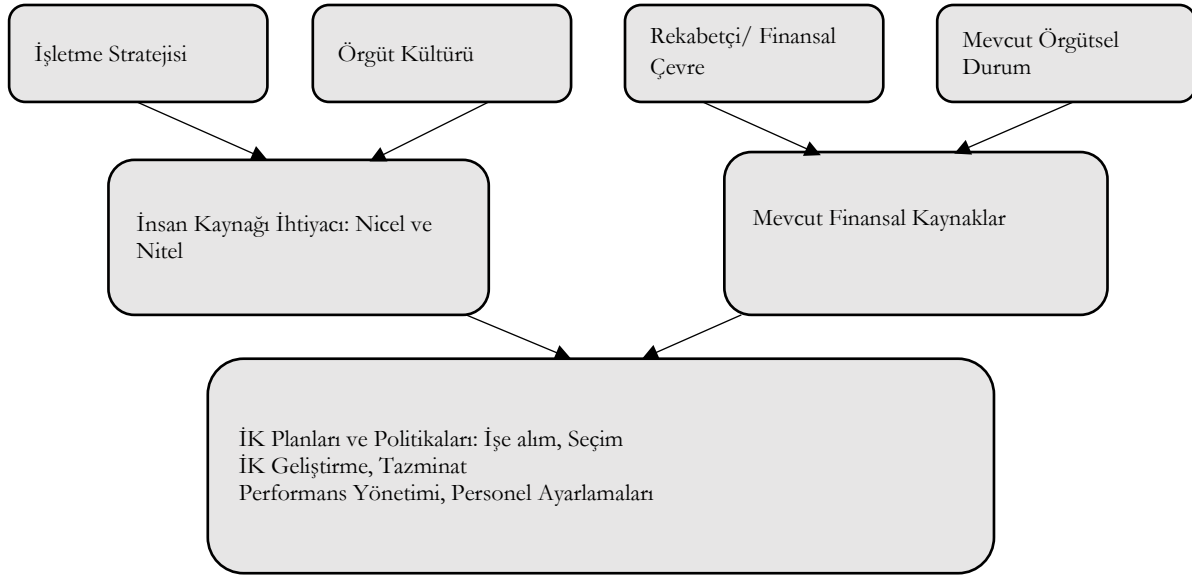 İşletme Stratejisi
Örgüt Kültürü
Rekabetçi/ Finansal
Çevre
Mevcut Örgütsel
Durum
İnsan Kaynağı İhtiyacı: Nicel ve
Nitel
Mevcut Finansal Kaynaklar
İK Planları ve Politikaları: İşe alım, Seçim
İK Geliştirme, Tazminat
Performans Yönetimi, Personel Ayarlamaları